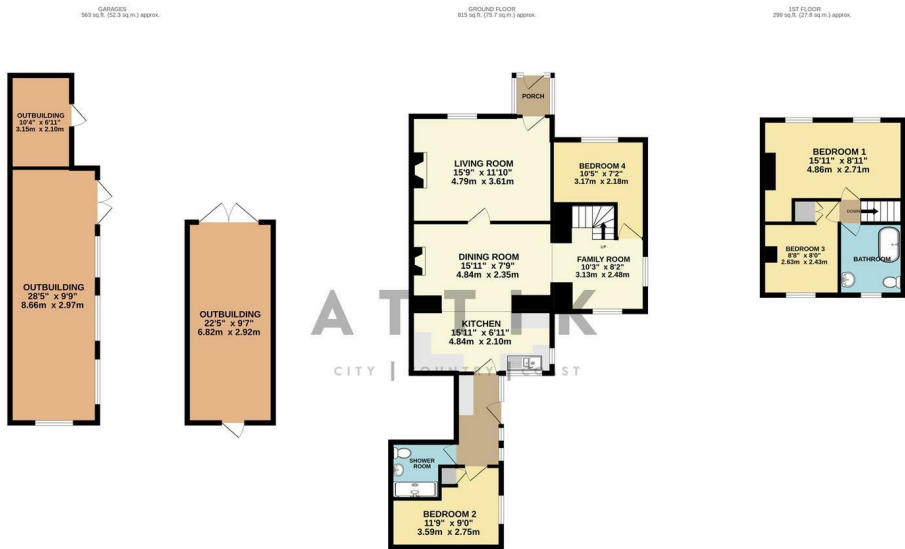 GARAGES
563 sq.ft. (52.3 sq.m.) approx.
GROUND FLOOR
815 sq.ft. (75.7 sq.m.) approx.
1ST FLOOR
299 sq.ft. (27.8 sq.m.) approx.
OUTBUILDING
10'4" x 6'11"
3.15m x 2.10m
OUTBUILDING
28'5" x 9'9"
8.66m x 2.97m
OUTBUILDING
22'5" x 9'7"
6.82m x 2.92m
PORCH
LIVING ROOM
15'9" x 11'10"
4.79m x 3.61m
BEDROOM 4
10'5" x 7'2"
3.17m x 2.18m
UP
DINING ROOM
15'11" x 7'9"
4.84m x 2.35m
FAMILY ROOM
10'3" x 8'2"
3.13m x 2.48m
KITCHEN
15'11" x 6'11"
4.84m x 2.10m
SHOWER
ROOM
BEDROOM 2
11'9" x 9'0"
3.59m x 2.75m
BEDROOM 1
15'11" x 8'11"
4.86m x 2.71m
DOWN
BEDROOM 3
8'8" x 8'0"
2.63m x 2.43m
BATHROOM
ATTIK
CITY | COUNTRY | COAST